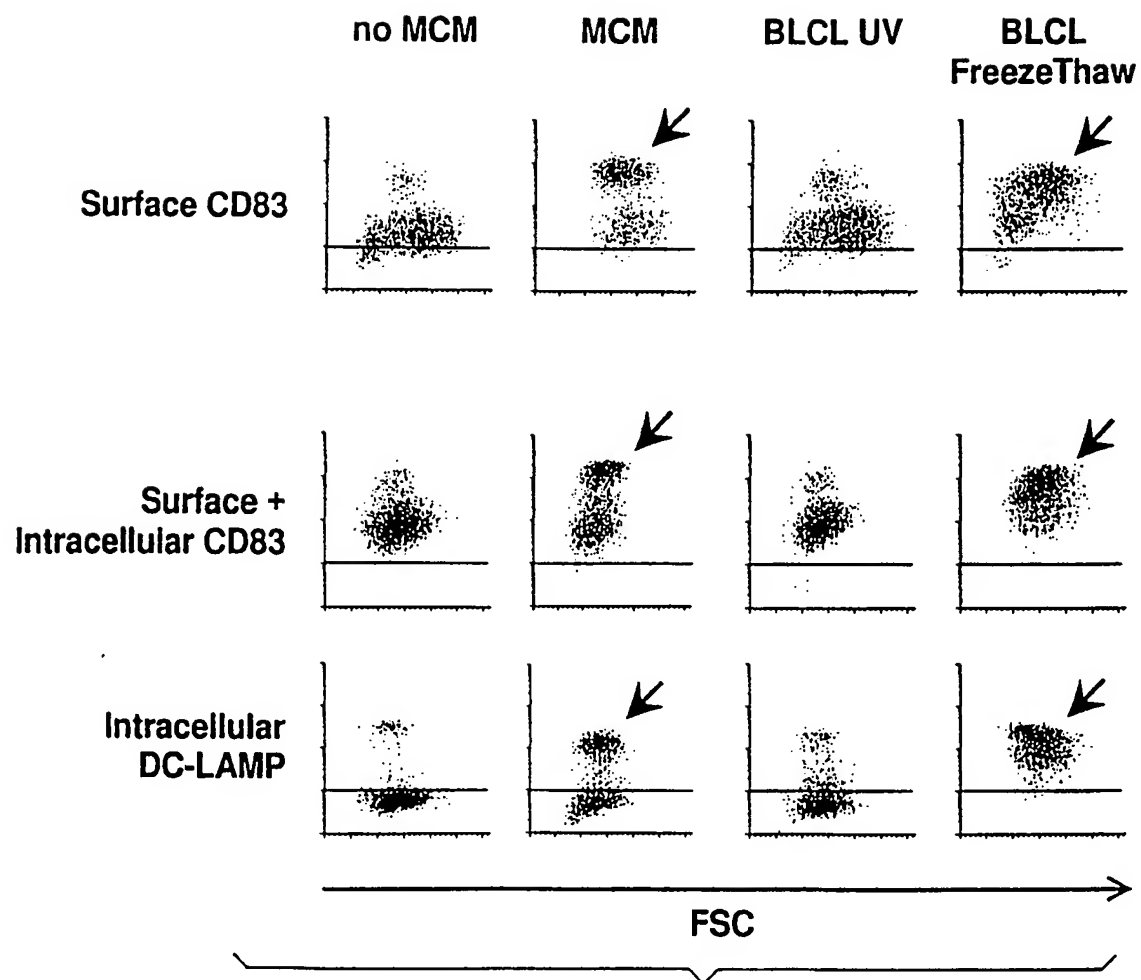 no MCM
MCM
BLCL UV
BLCL
FreezeThaw
Surface CD83
Surface +
Intracellular CD83
Intracellular
DC-LAMP
FSC